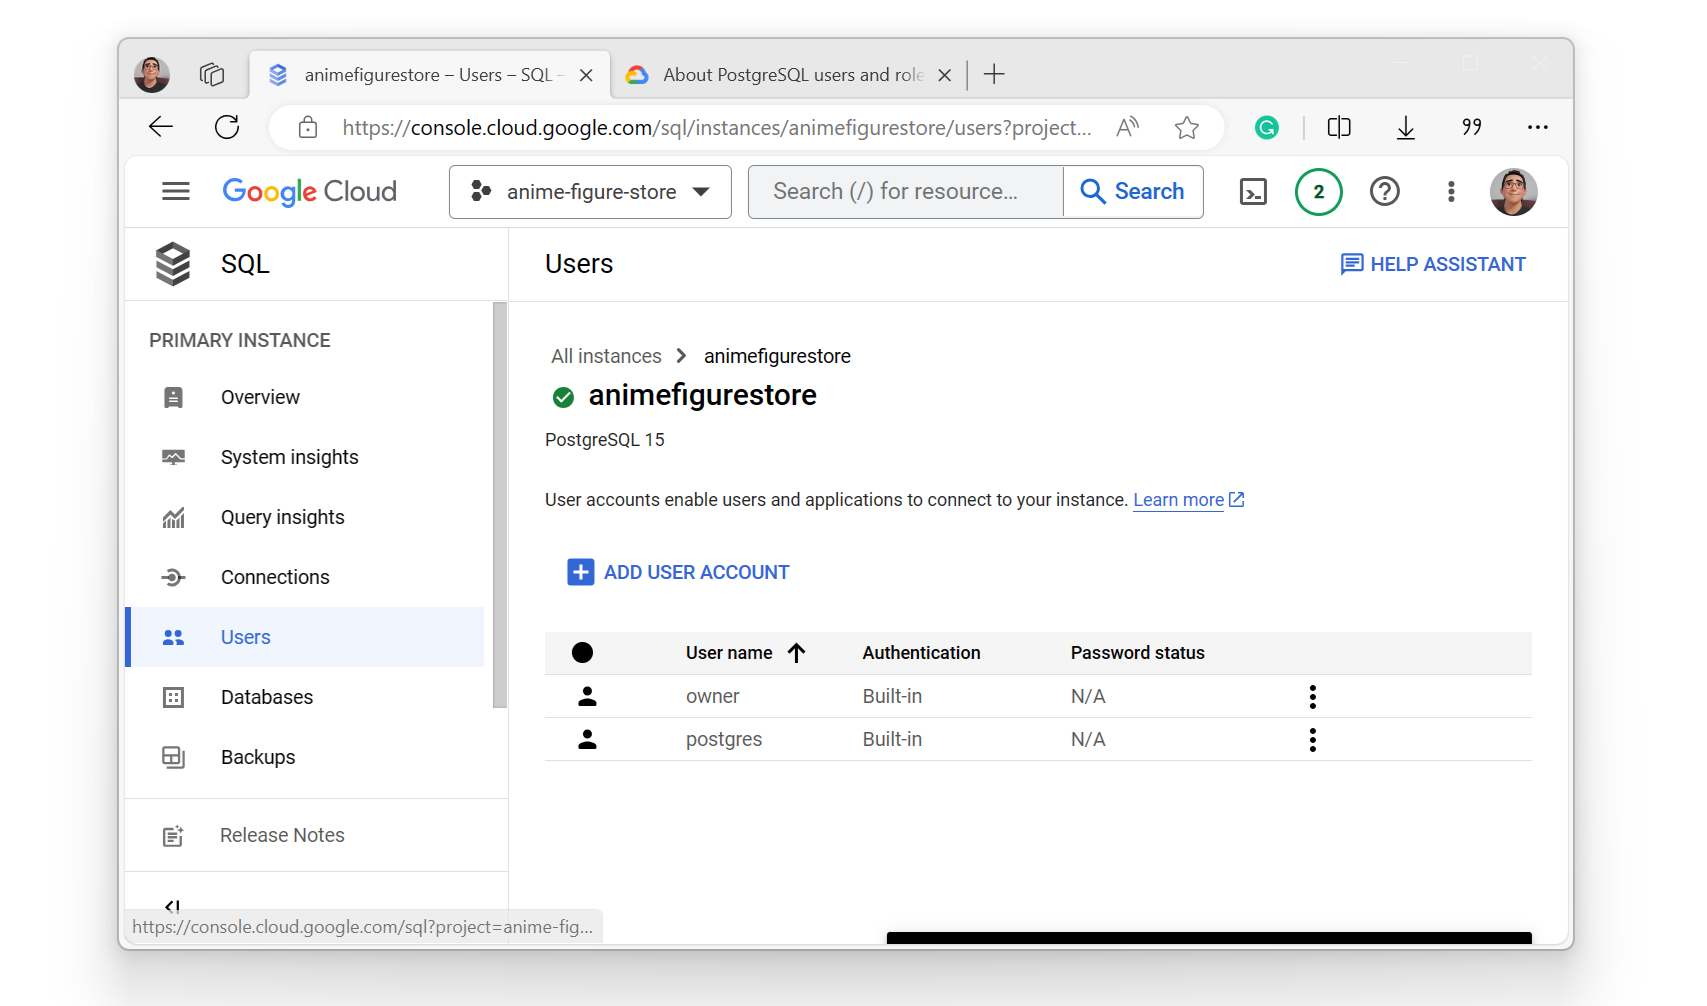 animefigurestore – Users – SQL –
About PostgreSQL users and role
https://console.cloud.google.com/sql/instances/animefigurestore/users?project...
Google Cloud
anime-figure-store
Search (/) for resource...
Search
2
SQL
Users
HELP ASSISTANT
PRIMARY INSTANCE
Overview
System insights
Query insights
Connections
Users
Databases
Backups
Release Notes
https://console.cloud.google.com/sql?project=anime-fig...
All instances > animefigurestore
animefigurestore
PostgreSQL 15
User accounts enable users and applications to connect to your instance. Learn more
ADD USER ACCOUNT
User name Authentication Password status
owner Built-in N/A
postgres Built-in N/A